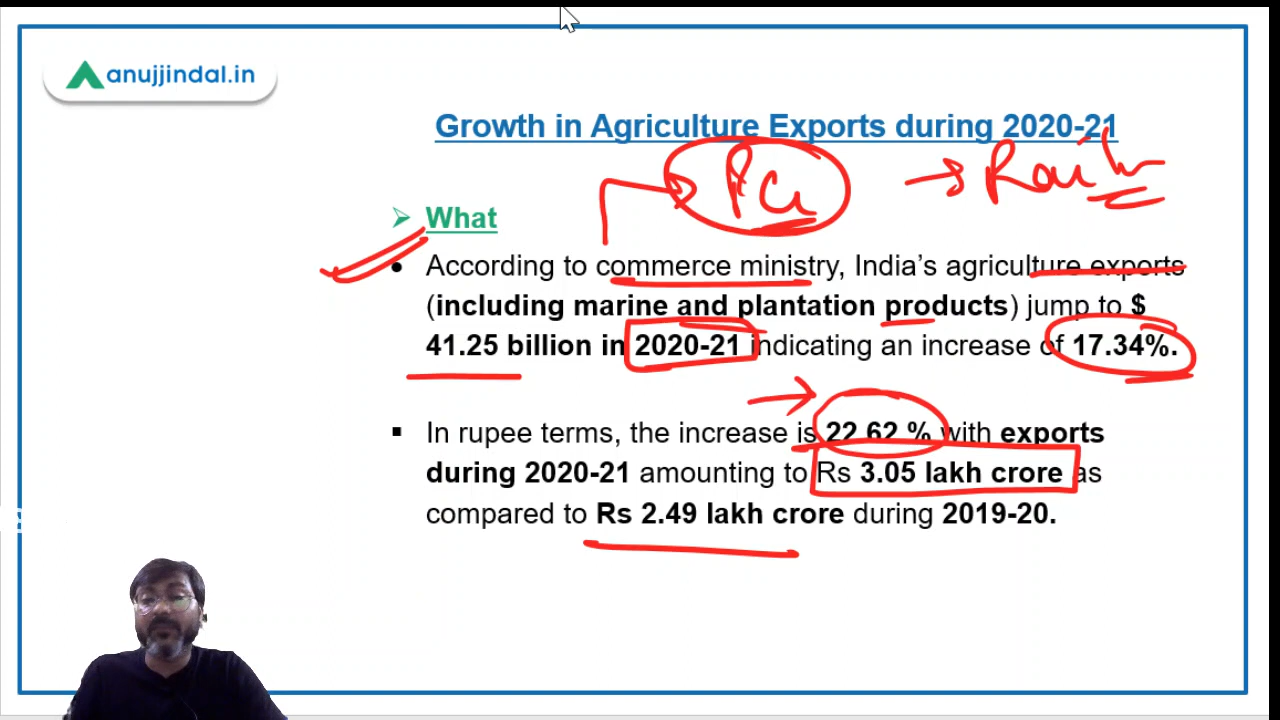 anujjindal.in
Growth in Agriculture Exports during 2020-21
➢ What
• According to commerce ministry, India’s agriculture exports
(including marine and plantation products) jump to $
41.25 billion in 2020-21 indicating an increase of 17.34%.
▪ In rupee terms, the increase is 22.62 % with exports
during 2020-21 amounting to Rs 3.05 lakh crore as
compared to Rs 2.49 lakh crore during 2019-20.